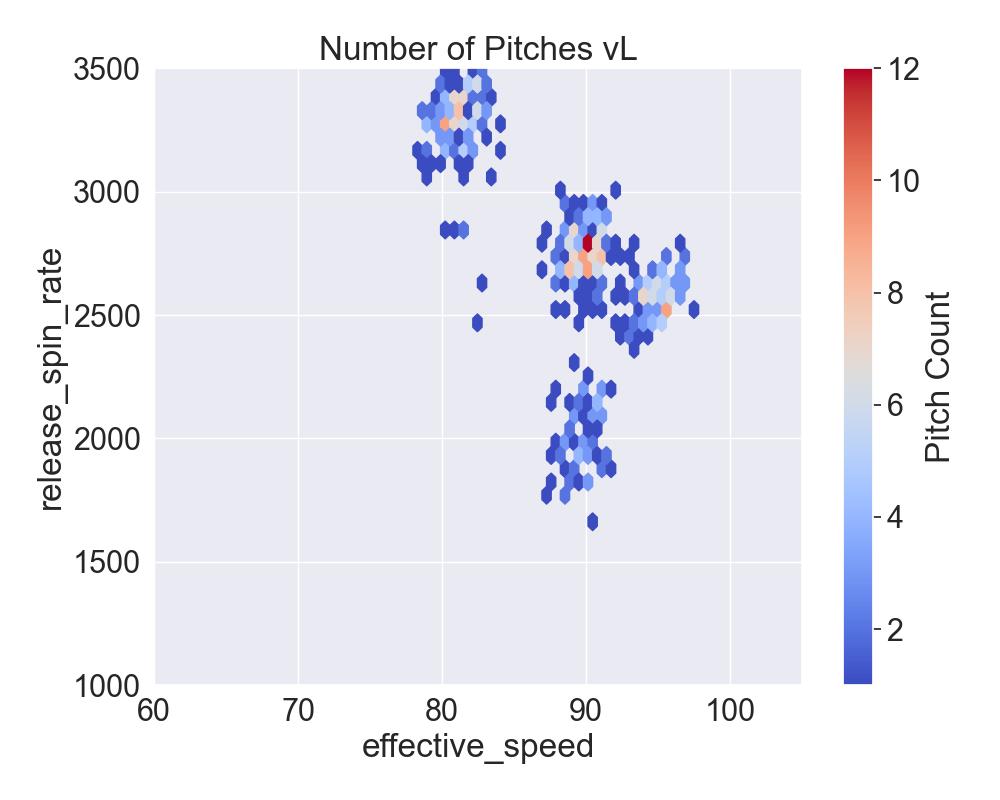 Number of Pitches vL
3500
3000
2500
2000
1500
1000
release_spin_rate
60 70 80 90 100
effective_speed
12
10
8
6
4
2
Pitch Count